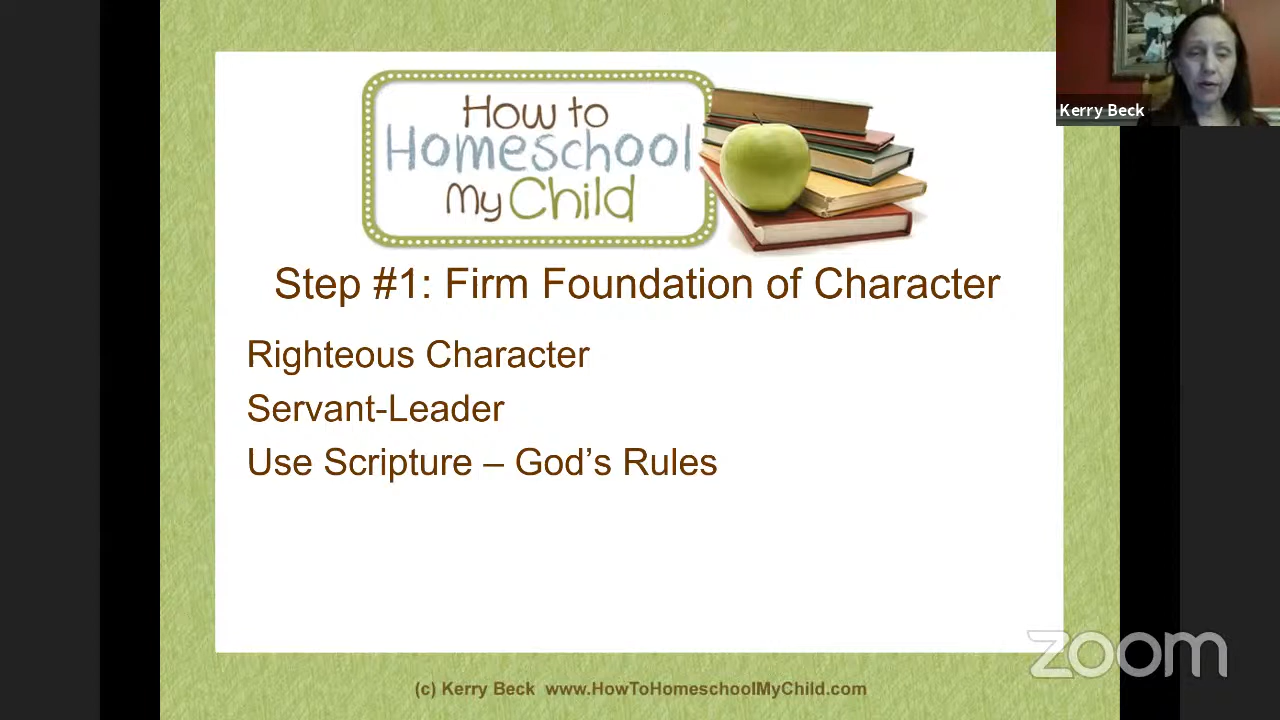 Kerry Beck
How to
Homeschool
My Child
Step #1: Firm Foundation of Character
Righteous Character
Servant-Leader
Use Scripture – God’s Rules
zoom
(c) Kerry Beck www.HowToHomeschoolMyChild.com